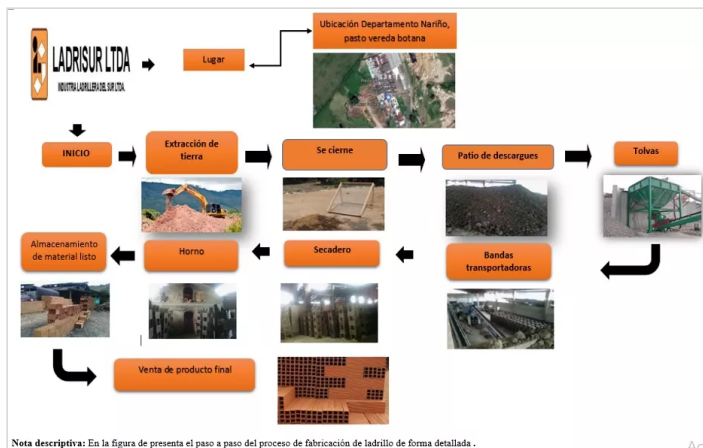 LADRISUR LTDA
INDUSTRIA LADRILLERA DEL SUR LTDA.
Lugar
Ubicación Departamento Nariño,
pasto vereda botana
INICIO
Extracción de
tierra
Se cierne
Patio de descargues
Tolvas
Almacenamiento
de material listo
Horno
Secadero
Bandas
transportadoras
Venta de producto final
Nota descriptiva: En la figura de presenta el paso a paso del proceso de fabricación de ladrillo de forma detallada .